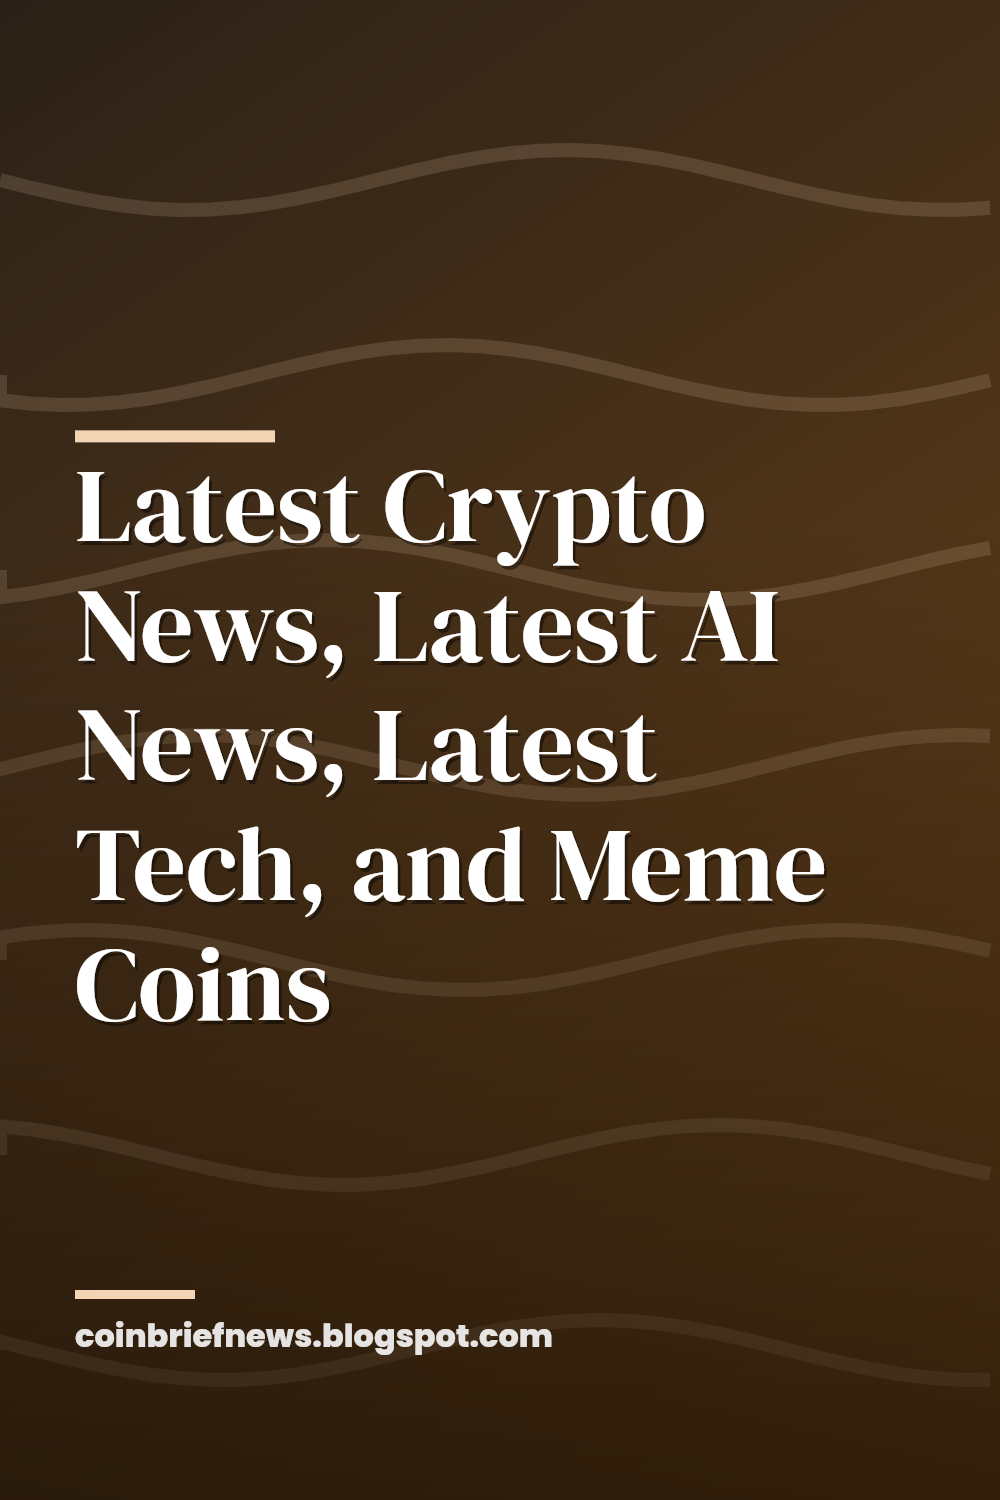 Latest Crypto
News, Latest AI
News, Latest
Tech, and Meme
Coins
coinbriefnews.blogspot.com